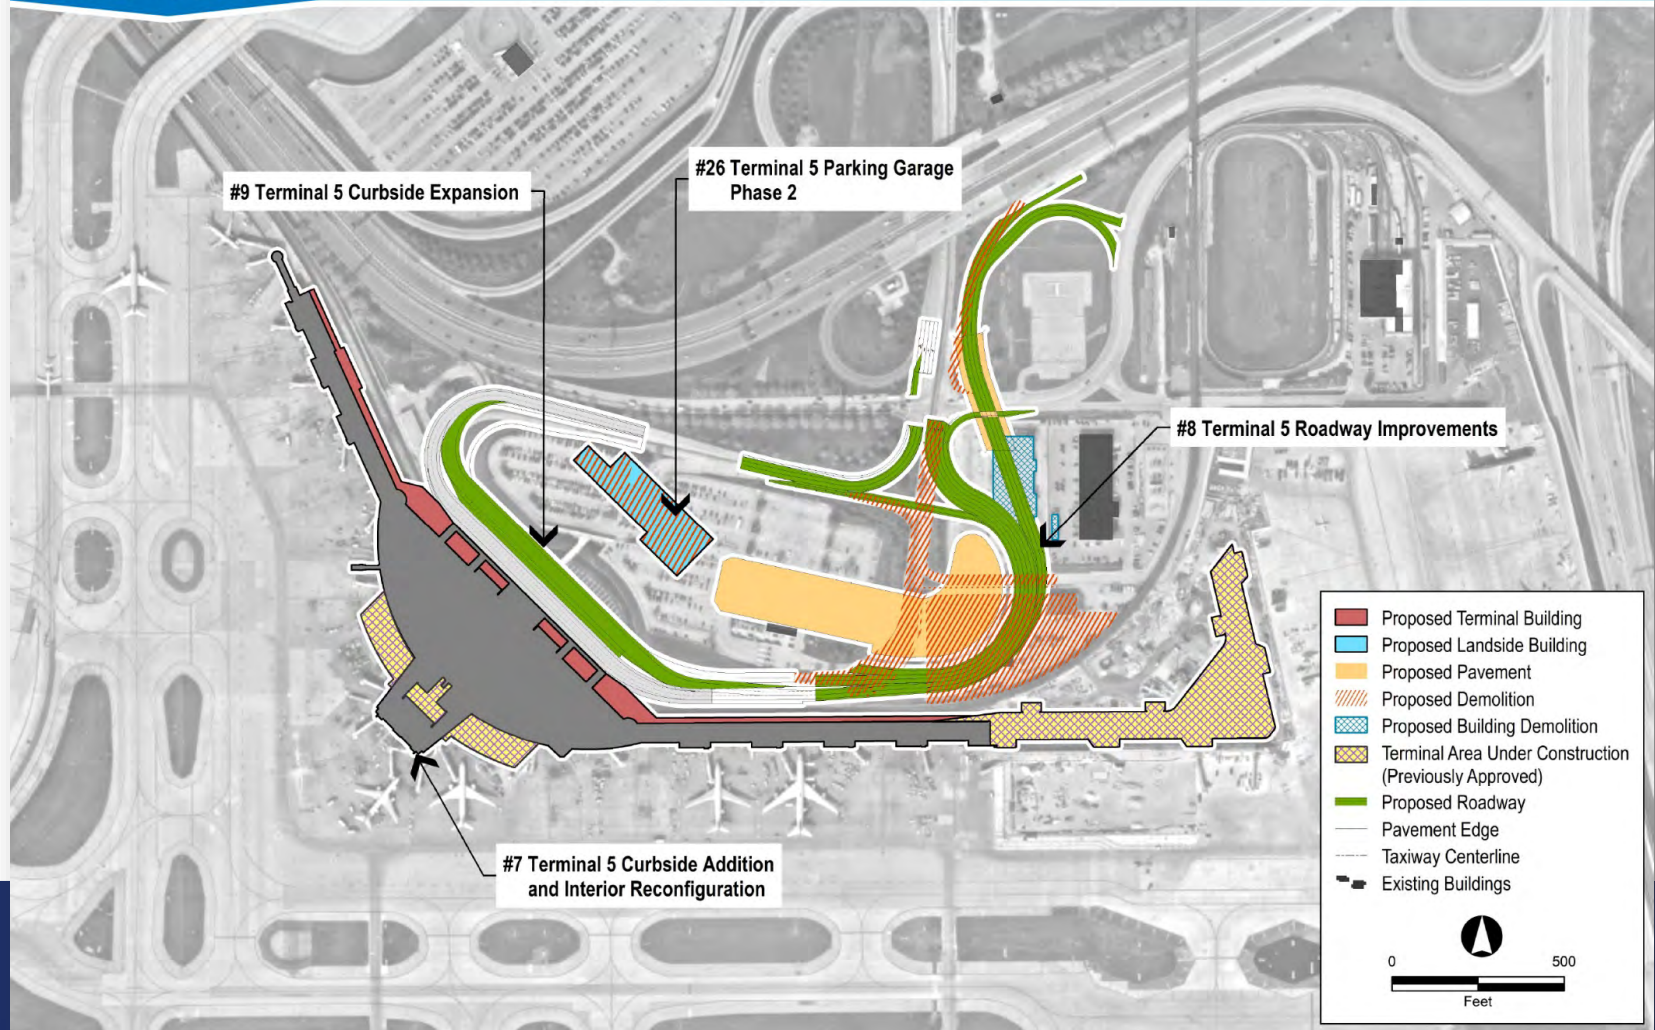 #26 Terminal 5 Parking Garage
Phase 2
#9 Terminal 5 Curbside Expansion
#8 Terminal 5 Roadway Improvements
#7 Terminal 5 Curbside Addition
and Interior Reconfiguration
Proposed Terminal Building
Proposed Landside Building
Proposed Pavement
Proposed Demolition
Proposed Building Demolition
Terminal Area Under Construction
(Previously Approved)
Proposed Roadway
Pavement Edge
Taxiway Centerline
Existing Buildings
0 500
Feet